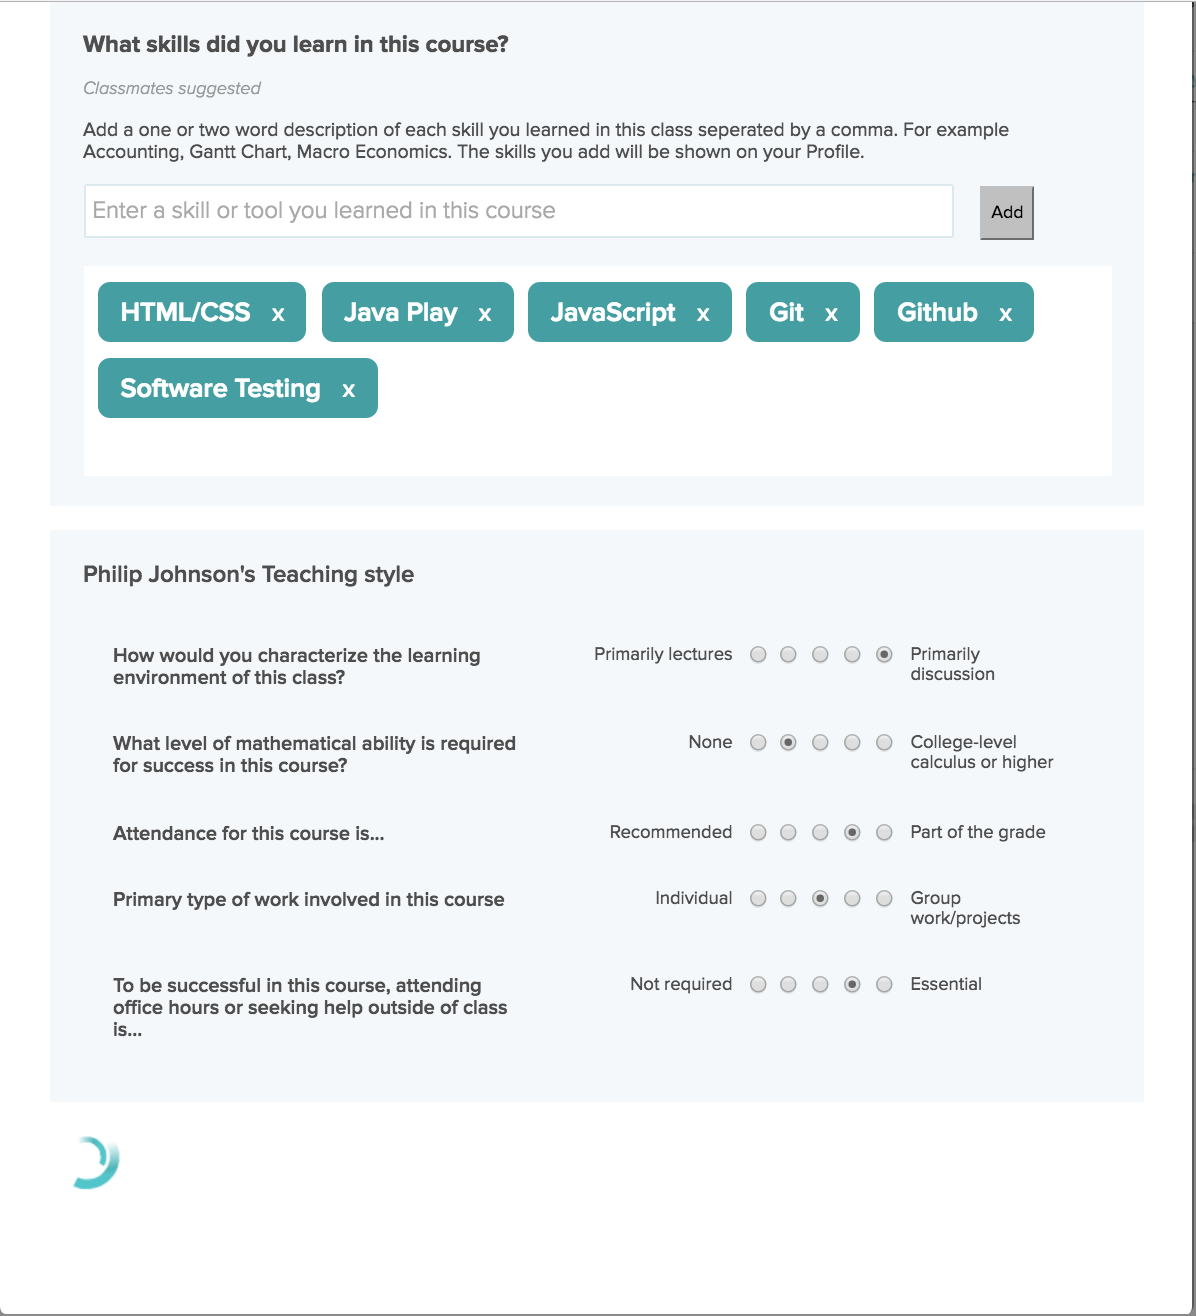 What skills did you learn in this course?
Classmates suggested
Add a one or two word description of each skill you learned in this class seperated by a comma. For example
Accounting, Gantt Chart, Macro Economics. The skills you add will be shown on your Profile.
Enter a skill or tool you learned in this course
Add
HTML/CSS x Java Play x JavaScript x Git x Github x
Software Testing x
Philip Johnson's Teaching style
How would you characterize the learning
environment of this class?
Primarily lectures
Primarily
discussion
What level of mathematical ability is required
for success in this course?
None
College-level
calculus or higher
Attendance for this course is...
Recommended
Part of the grade
Primary type of work involved in this course
Individual
Group
work/projects
To be successful in this course, attending
office hours or seeking help outside of class
is...
Not required
Essential